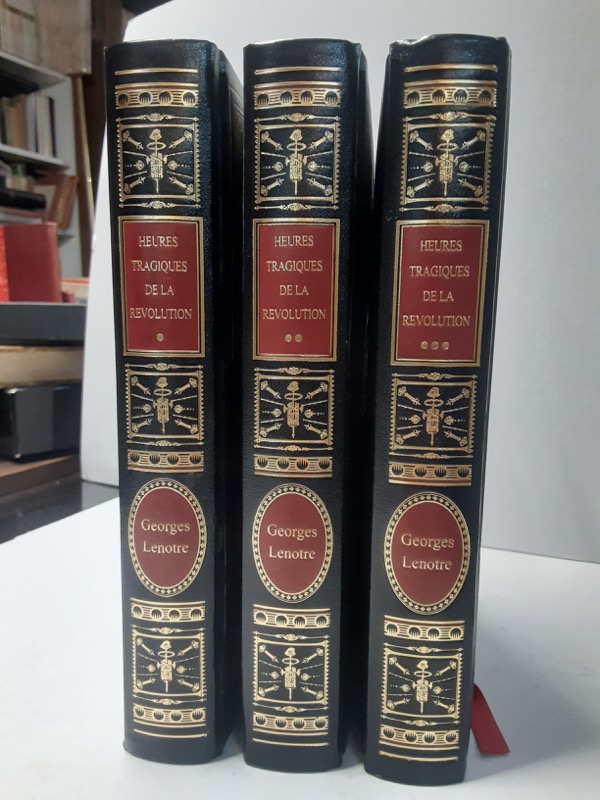 HEURES
TRAGIQUES
DE LA
REVOLUTION
*
Georges
Lenotre
HEURES
TRAGIQUES
DE LA
REVOLUTION
**
Georges
Lenotre
HEURES
TRAGIQUES
DE LA
REVOLUTION
***
Georges
Lenotre